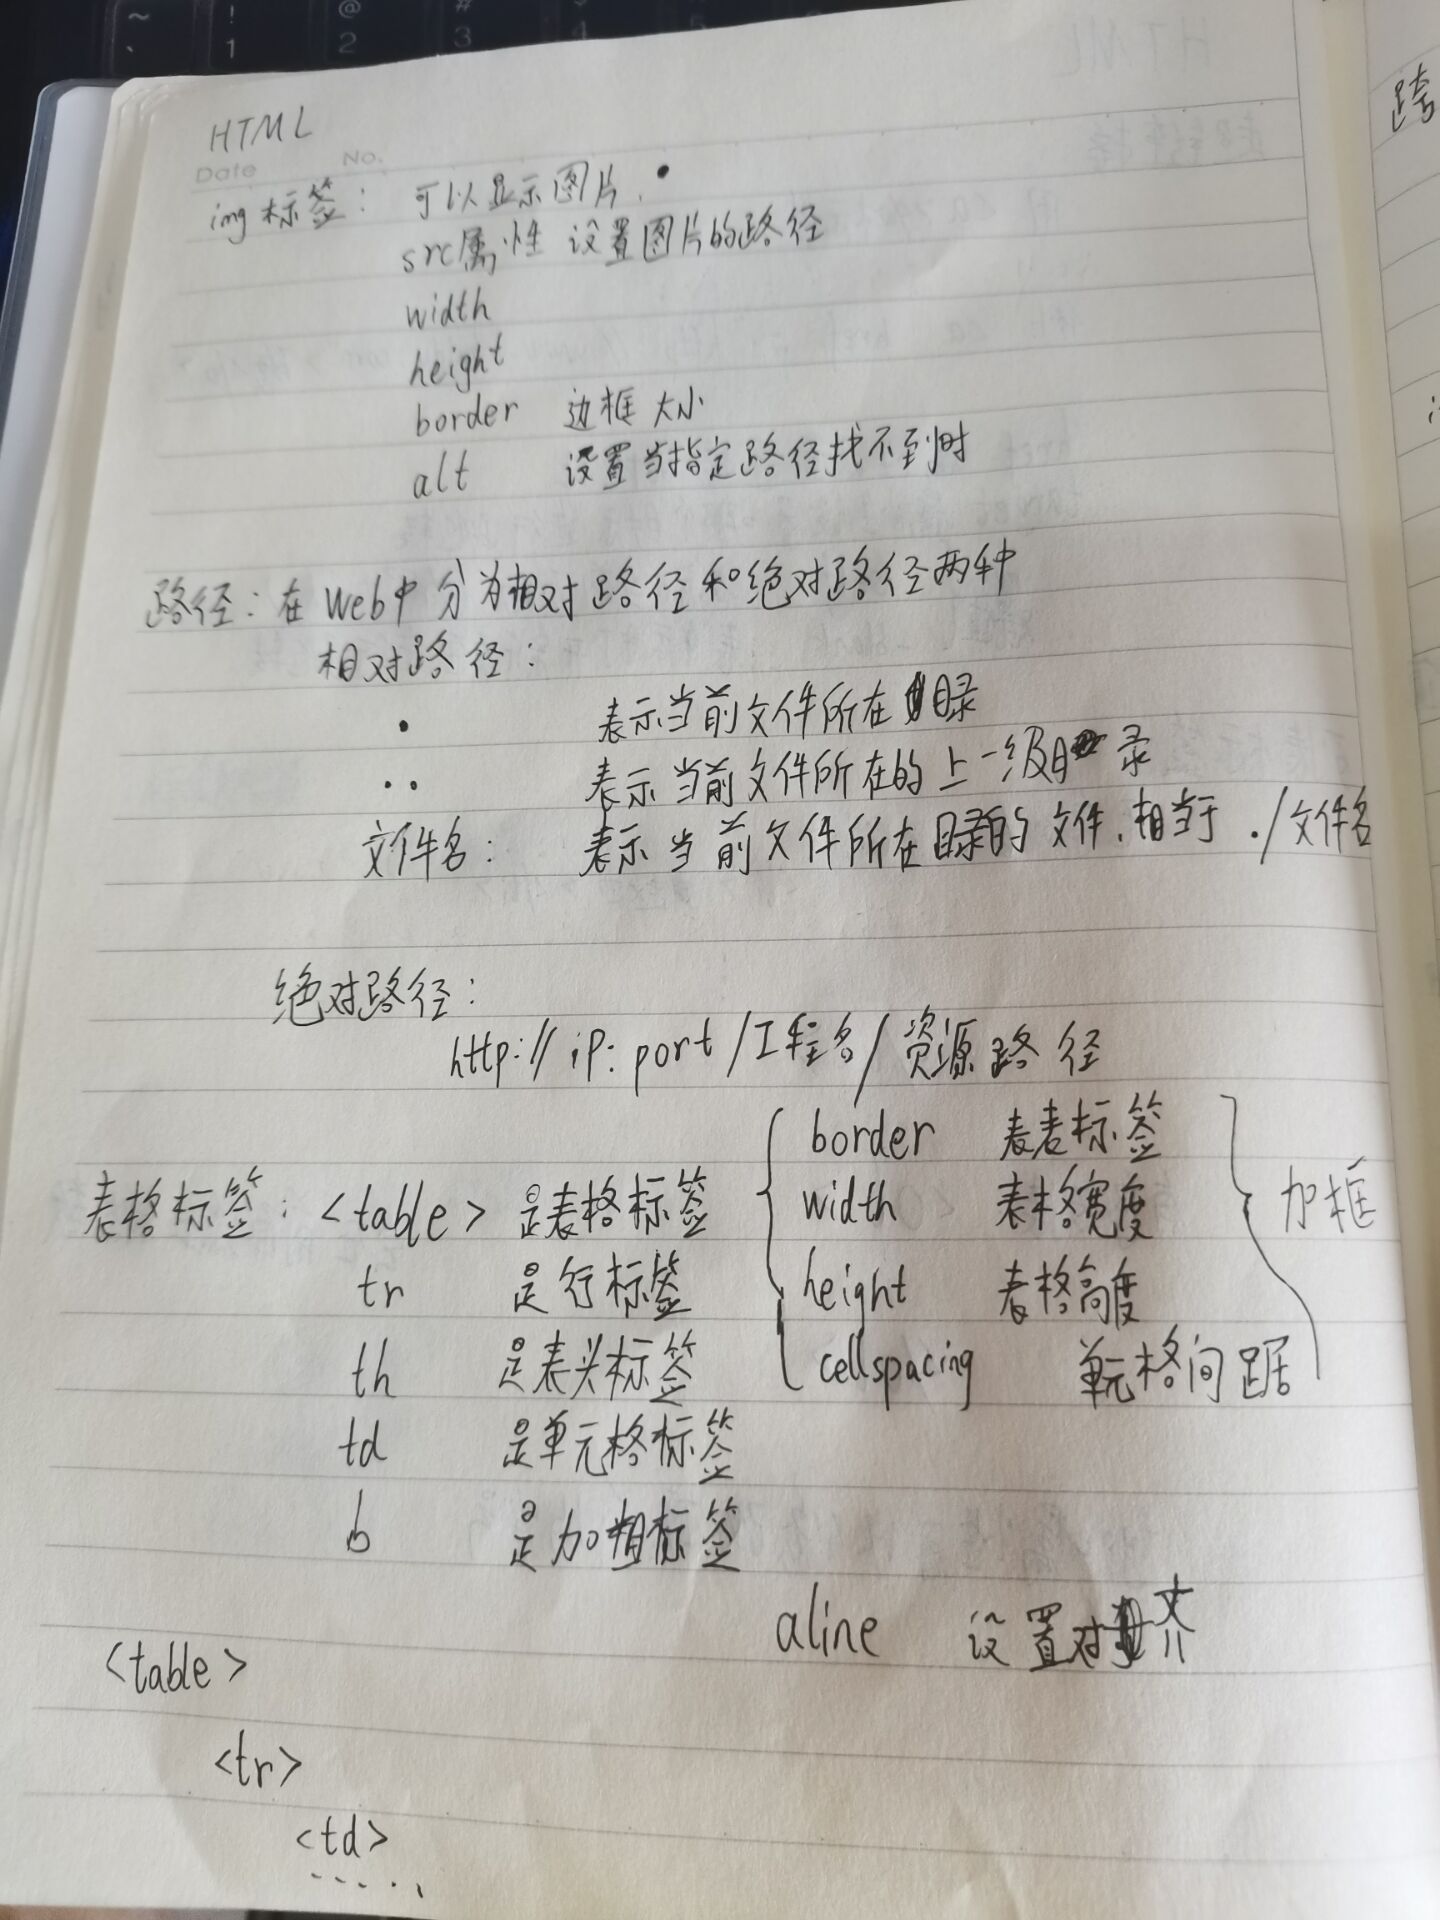 ~ ! @ #
` 1 2 3
HTML
Date No.
img标签： 可以显示图片.
src属性 设置图片的路径
width
height
border 边框大小
alt 设置当指定路径找不到时
路径：在Web中分为相对路径和绝对路径两种
相对路径：
. 表示当前文件所在目录
.. 表示当前文件所在的上一级目录
文件名： 表示当前文件所在目录的文件，相当于 ./文件名
绝对路径：
http://ip:port/工程名/资源路径
表格标签：<table> 是表格标签
tr 是行标签
th 是表头标签
td 是单元格标签
b 是加粗标签
border 表表标签
width 表格宽度
height 表格高度
cellspacing 单元格间距
加框
aline 设置对齐
<table>
<tr>
<td>
.....
跨